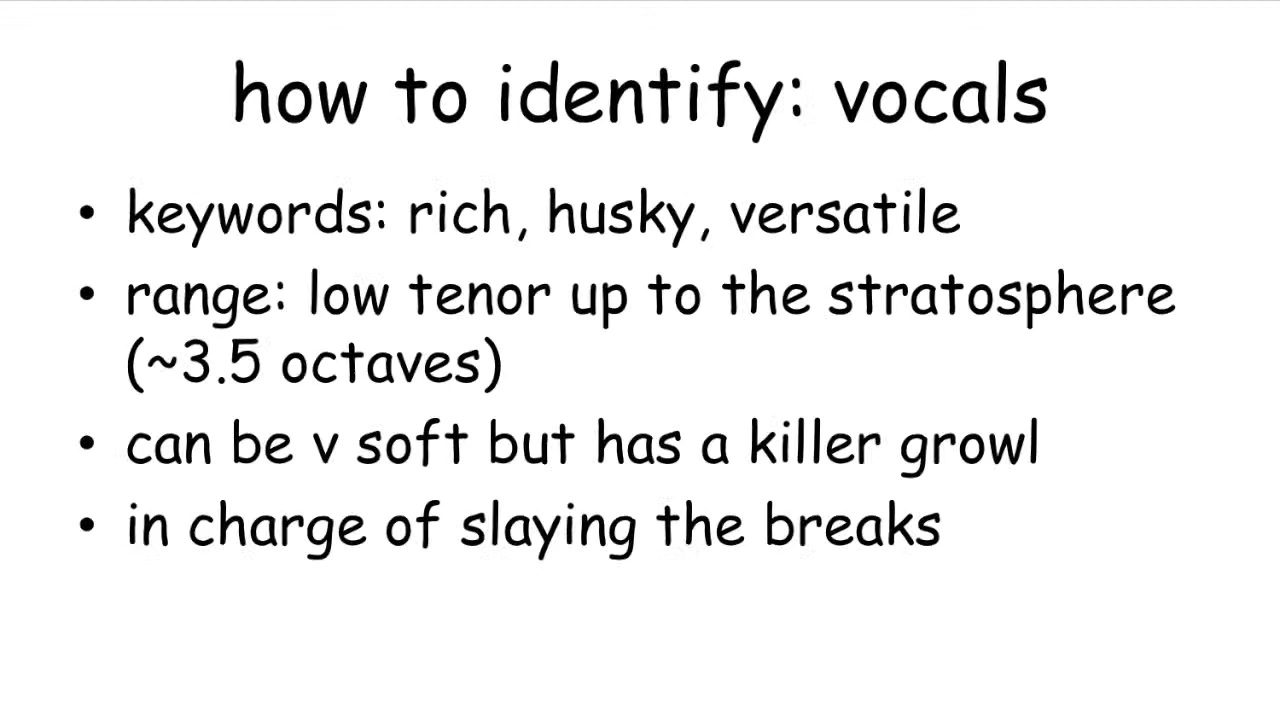 how to identify: vocals
• keywords: rich, husky, versatile
• range: low tenor up to the stratosphere
(~3.5 octaves)
• can be v soft but has a killer growl
• in charge of slaying the breaks